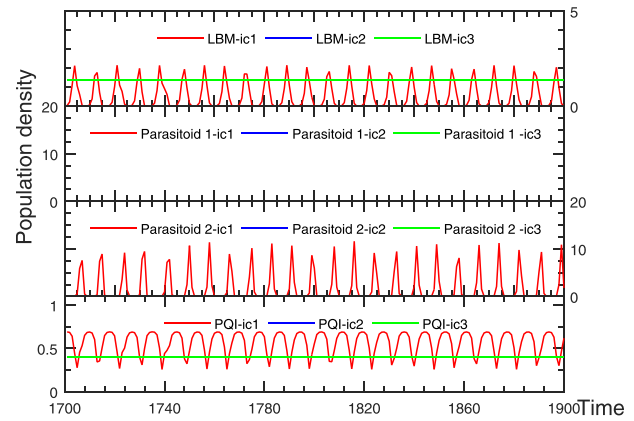 5
LBM-ic1 LBM-ic2 LBM-ic3
20 0
Parasitoid 1-ic1 Parasitoid 1-ic2 Parasitoid 1 -ic3
10
0 20
Parasitoid 2-ic1 Parasitoid 2-ic2 Parasitoid 2 -ic3
10
1 0
PQI-ic1 PQI-ic2 PQI-ic3
0.5
0
1700 1740 1780 1820 1860 1900 Time
Population density